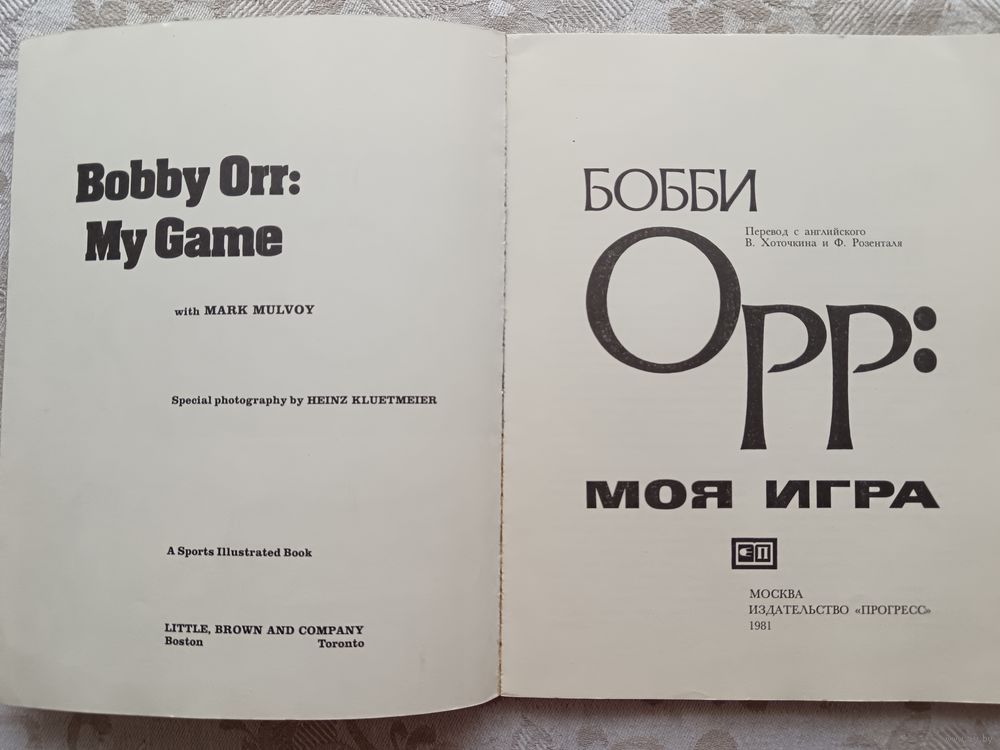 Bobby Orr:
My Game
with MARK MULVOY
Special photography by HEINZ KLUETMEIER
A Sports Illustrated Book
LITTLE, BROWN AND COMPANY
Boston Toronto
БОББИ
Перевод с английского
В. Хоточкина и Ф. Розенталя
Орр:
МОЯ ИГРА
МОСКВА
ИЗДАТЕЛЬСТВО «ПРОГРЕСС»
1981